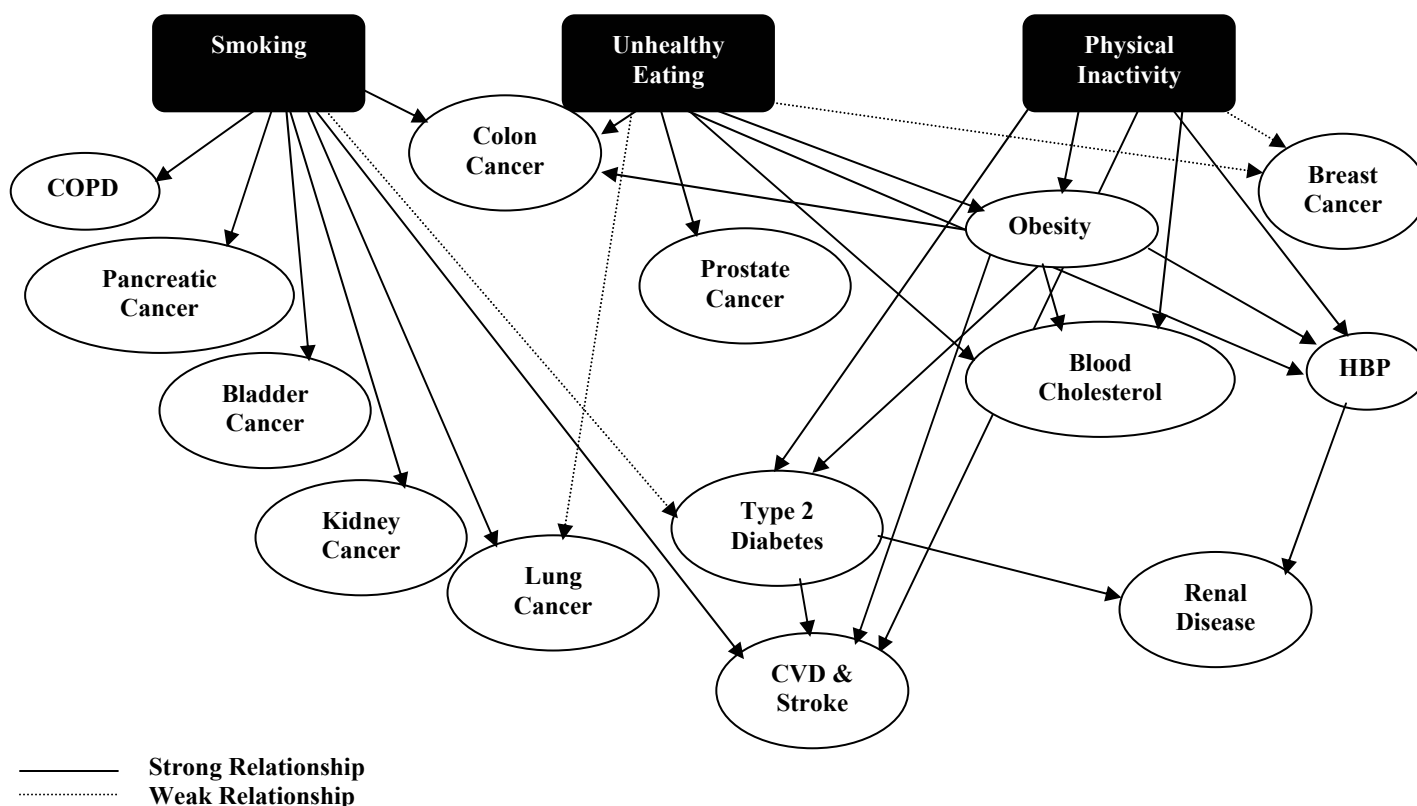 Smoking
Unhealthy
Eating
Physical
Inactivity
Colon
Cancer
COPD
Breast
Cancer
Obesity
Pancreatic
Cancer
Prostate
Cancer
Blood
Cholesterol
HBP
Bladder
Cancer
Kidney
Cancer
Lung
Cancer
Type 2
Diabetes
Renal
Disease
CVD &
Stroke
Strong Relationship
Weak Relationship